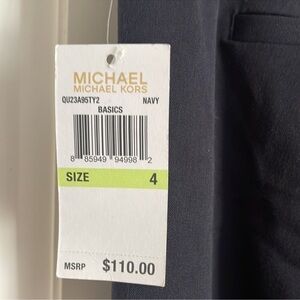 MICHAEL
MICHAEL KORS
QU23A95TY2 NAVY
BASICS
8 85949 94998 2
SIZE 4
MSRP $110.00